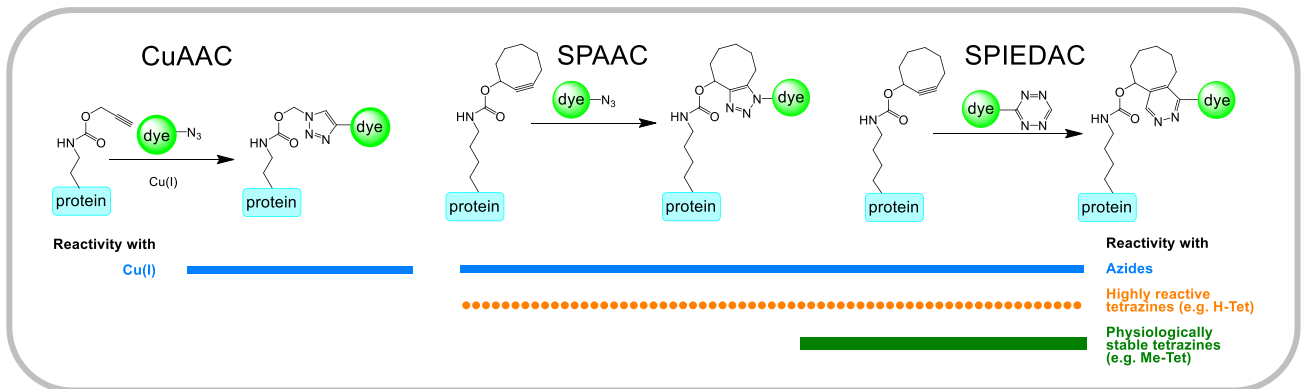 CuAAC
SPAAC
SPIEDAC
O
HN
O
dye
N3
Cu(I)
protein
O
HN
O
N
N
N
dye
protein
O
HN
O
dye
N3
protein
O
HN
O
N
N
N
dye
protein
O
HN
O
dye
N
N
N
N
protein
O
HN
O
N
N
dye
protein
Reactivity with
Cu(I)
Reactivity with
Azides
Highly reactive
tetrazines (e.g. H-Tet)
Physiologically
stable tetrazines
(e.g. Me-Tet)